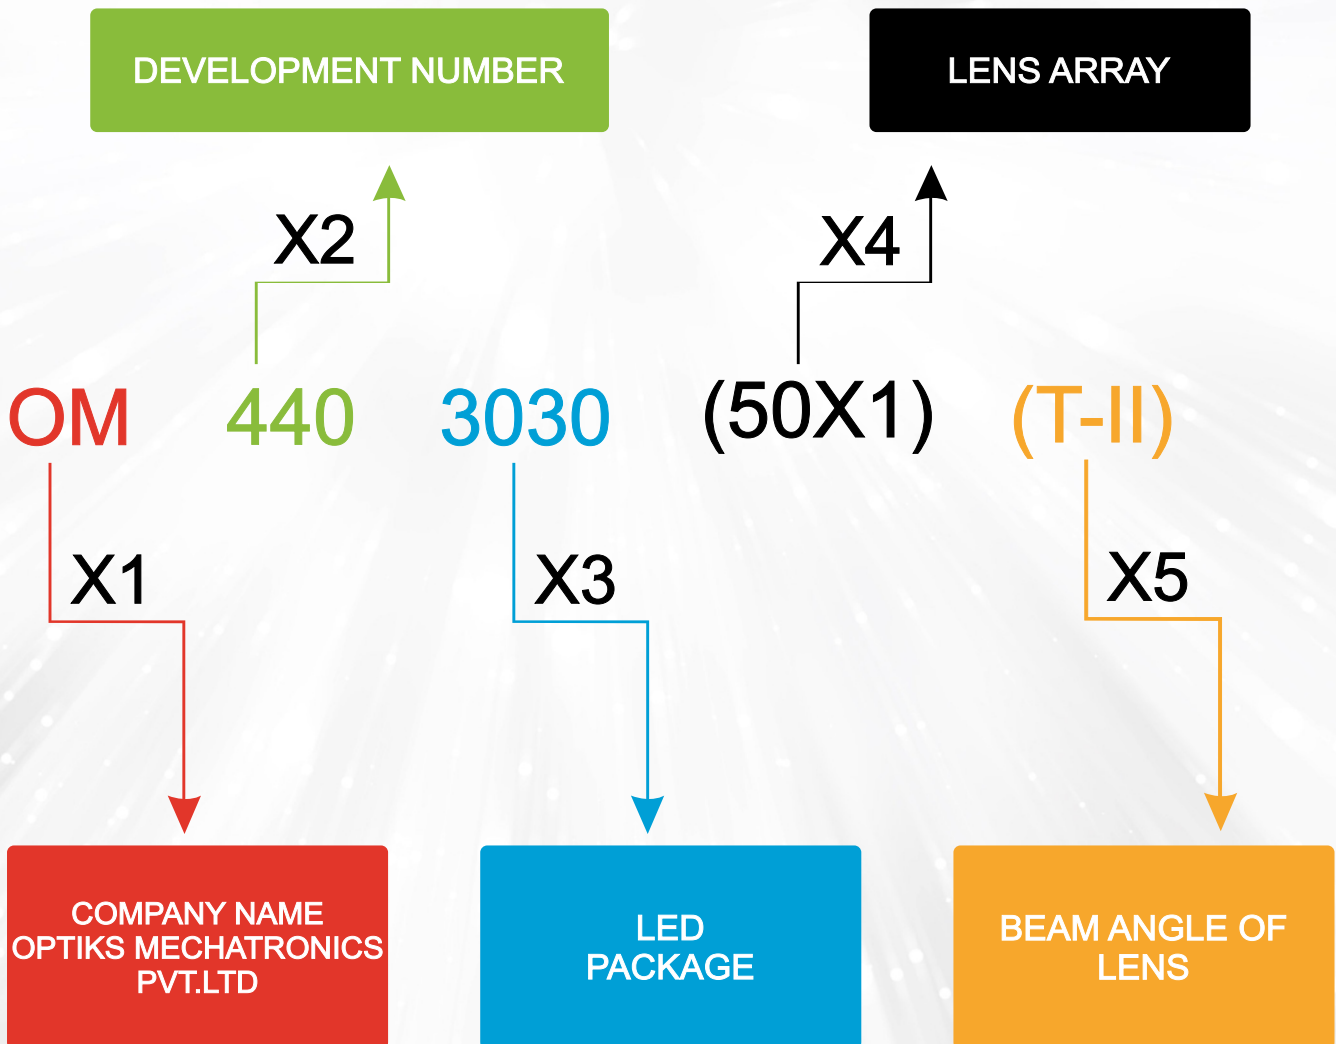 DEVELOPMENT NUMBER
LENS ARRAY
X2
X4
OM 440 3030 (50X1) (T-II)
X1
X3
X5
COMPANY NAME
OPTIKS MECHATRONICS
PVT.LTD
LED
PACKAGE
BEAM ANGLE OF
LENS